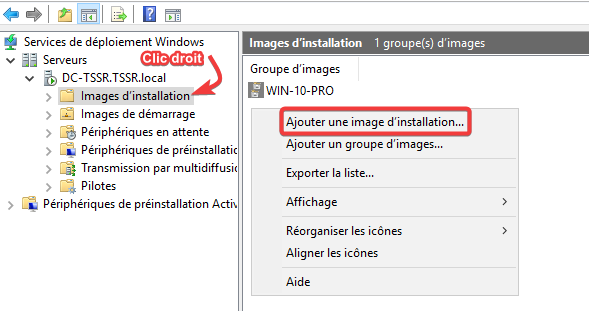 Services de déploiement Windows
Serveurs
Clic droit
DC-TSSR.TSSR.local
Images d'installation
Images de démarrage
Périphériques en attente
Périphériques de préinstallation
Transmission par multidiffusi
Pilotes
Périphériques de préinstallation Activ
Images d'installation 1 groupe(s) d'images
Groupe d'images
WIN-10-PRO
Ajouter une image d'installation...
Ajouter un groupe d'images...
Exporter la liste...
Affichage
Réorganiser les icônes
Aligner les icônes
Aide